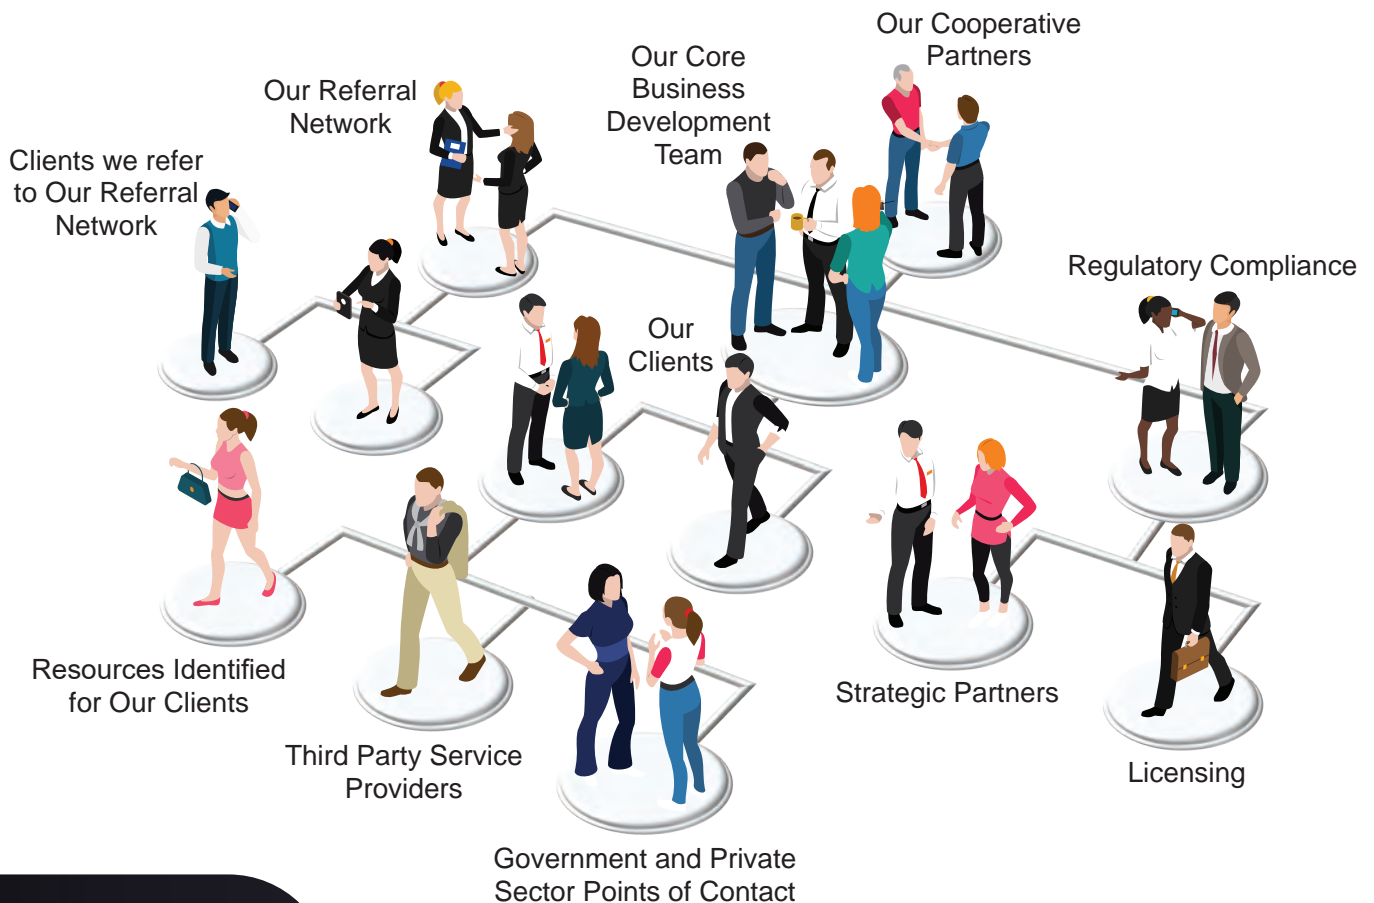 Our Cooperative
Partners
Our Core
Business
Development
Team
Our Referral
Network
Clients we refer
to Our Referral
Network
Regulatory Compliance
Our
Clients
Resources Identified
for Our Clients
Strategic Partners
Third Party Service
Providers
Licensing
Government and Private
Sector Points of Contact